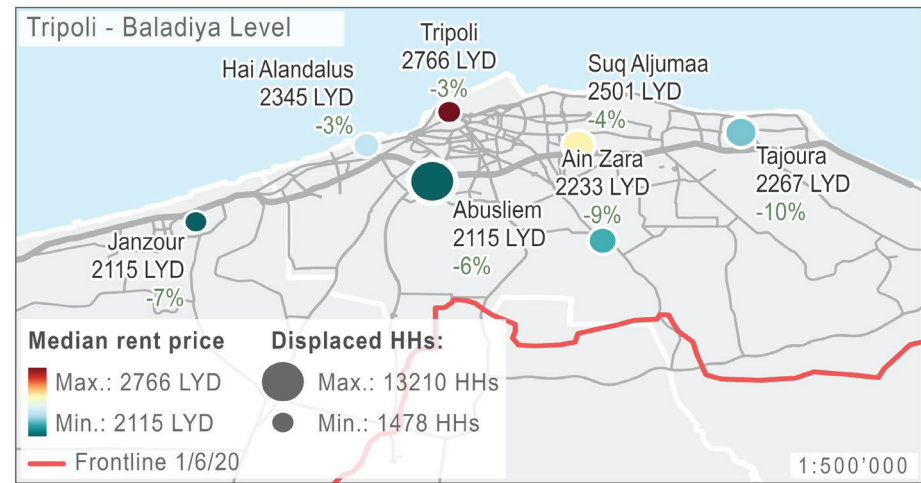 Tripoli - Baladiya Level
Tripoli
2766 LYD
-3%
Hai Alandalus
2345 LYD
-3%
Suq Aljumaa
2501 LYD
-4%
Ain Zara
2233 LYD
-9%
Tajoura
2267 LYD
-10%
Abusliem
2115 LYD
-6%
Janzour
2115 LYD
-7%
Median rent price
Max.: 2766 LYD
Min.: 2115 LYD
Displaced HHs:
Max.: 13210 HHs
Min.: 1478 HHs
Frontline 1/6/20
1:500'000